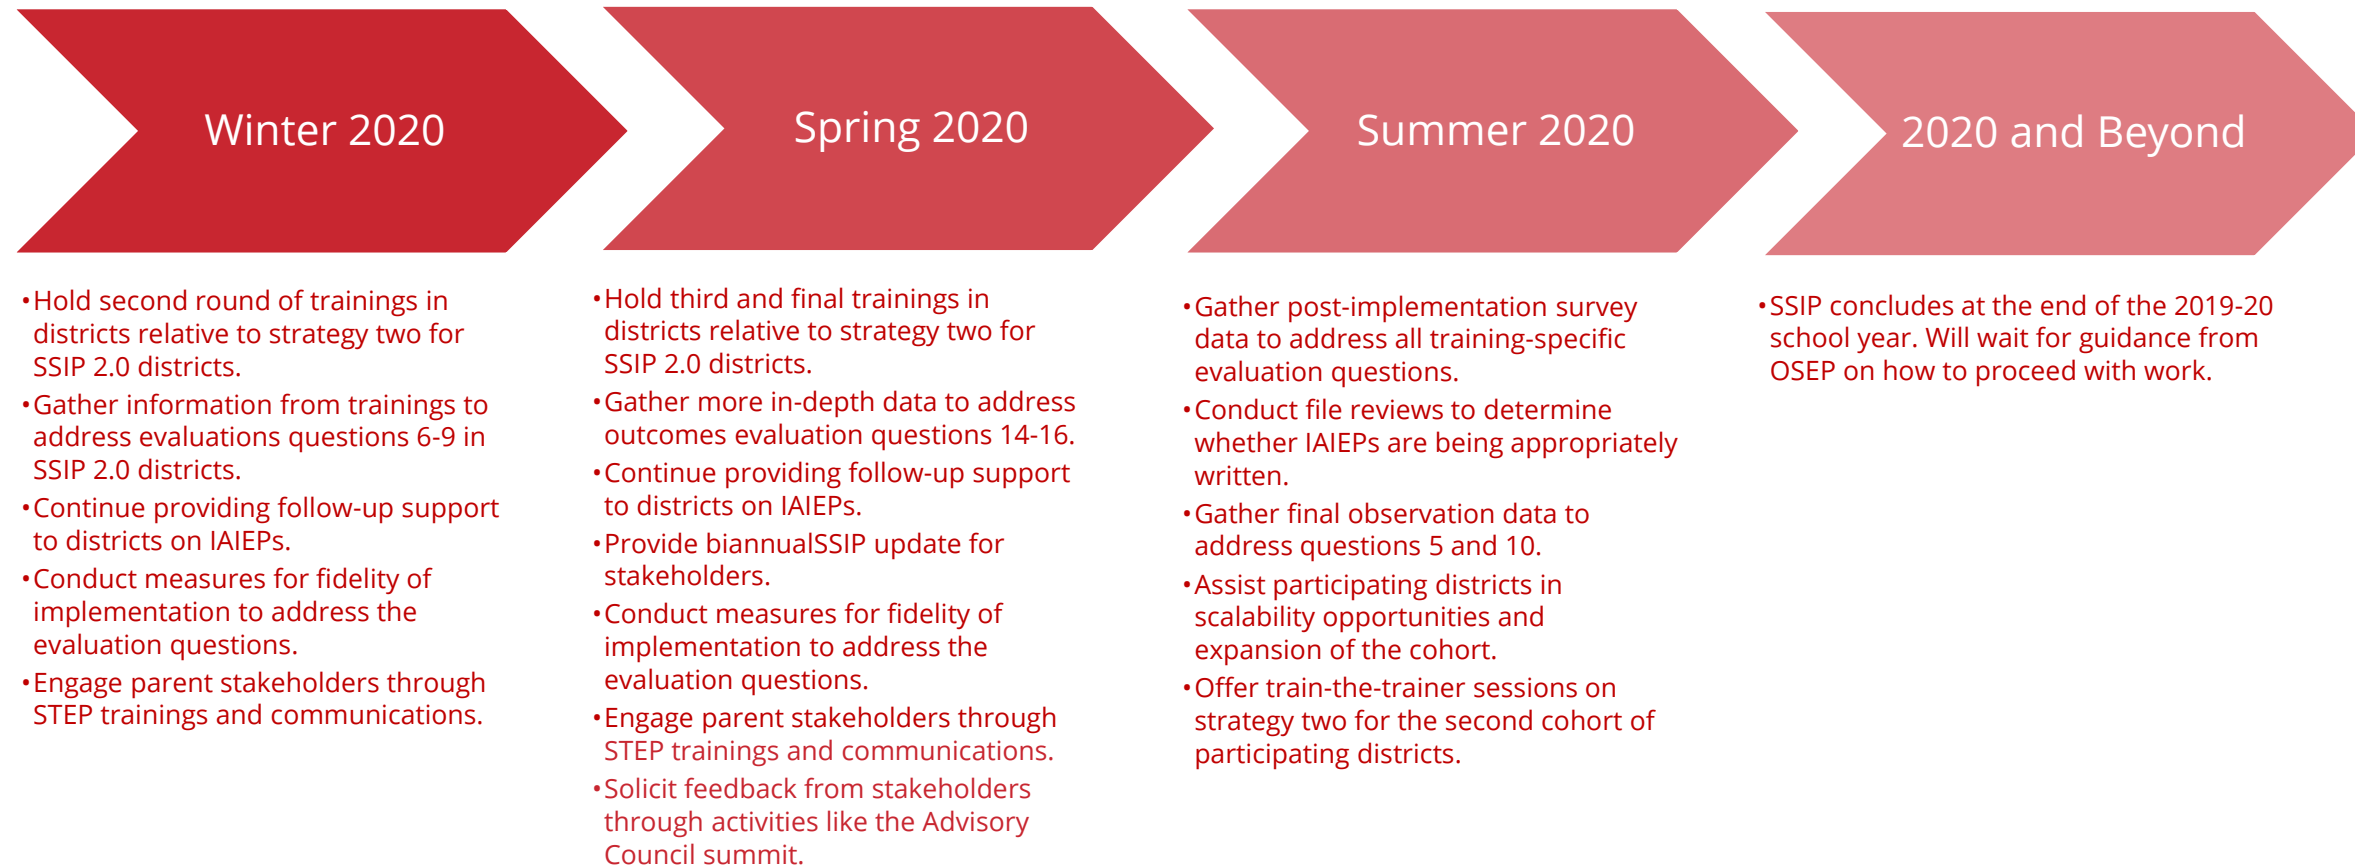 Winter 2020
•Hold second round of trainings in
districts relative to strategy two for
SSIP 2.0 districts.
•Gather information from trainings to
address evaluations questions 6-9 in
SSIP 2.0 districts.
•Continue providing follow-up support
to districts on IAIEPs.
•Conduct measures for fidelity of
implementation to address the
evaluation questions.
•Engage parent stakeholders through
STEP trainings and communications.
Spring 2020
•Hold third and final trainings in
districts relative to strategy two for
SSIP 2.0 districts.
•Gather more in-depth data to address
outcomes evaluation questions 14-16.
•Continue providing follow-up support
to districts on IAIEPs.
•Provide biannualSSIP update for
stakeholders.
•Conduct measures for fidelity of
implementation to address the
evaluation questions.
•Engage parent stakeholders through
STEP trainings and communications.
•Solicit feedback from stakeholders
through activities like the Advisory
Council summit.
Summer 2020
•Gather post-implementation survey
data to address all training-specific
evaluation questions.
•Conduct file reviews to determine
whether IAIEPs are being appropriately
written.
•Gather final observation data to
address questions 5 and 10.
•Assist participating districts in
scalability opportunities and
expansion of the cohort.
•Offer train-the-trainer sessions on
strategy two for the second cohort of
participating districts.
2020 and Beyond
•SSIP concludes at the end of the 2019-20
school year. Will wait for guidance from
OSEP on how to proceed with work.